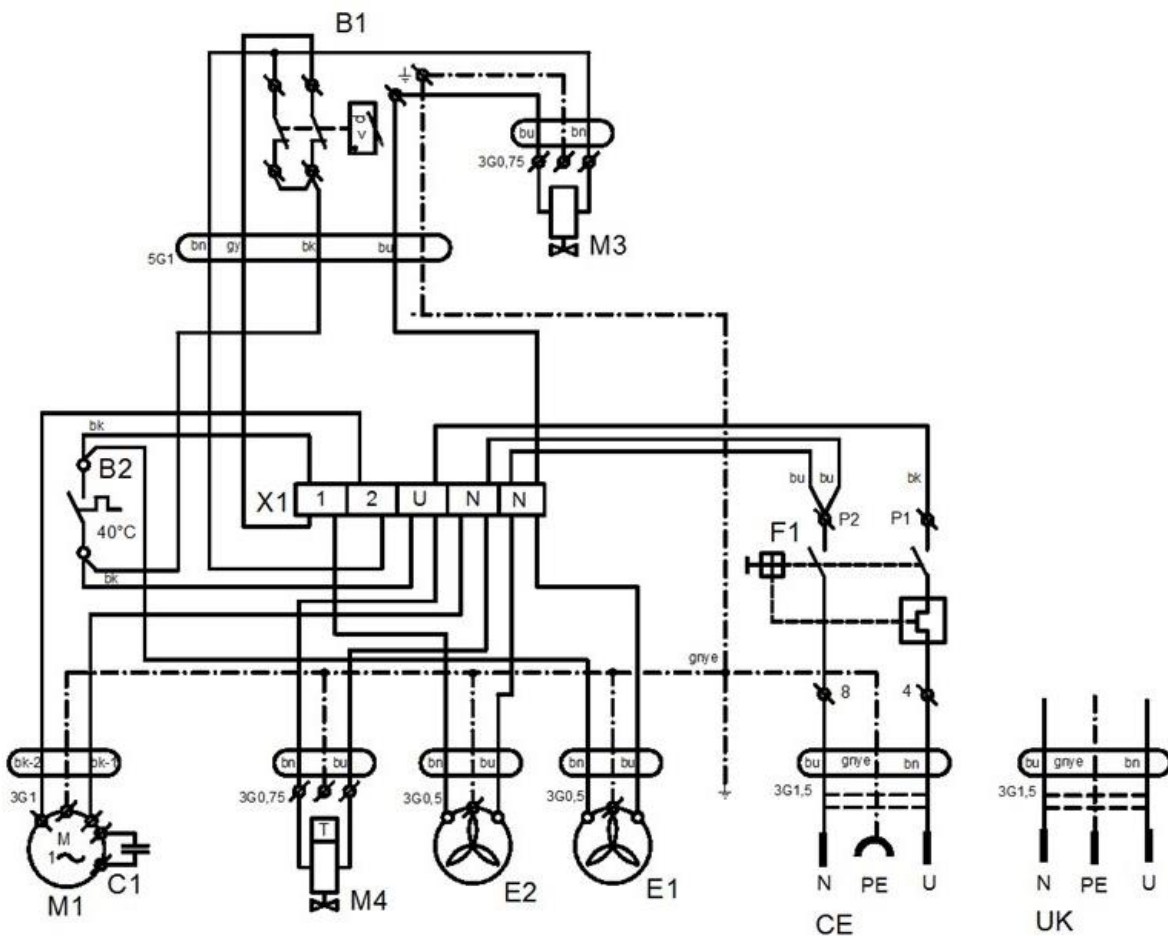 B1
bu bn
3G0,75
M3
bn gy bk bu
5G1
bk
B2
40°C
bk
X1 1 2 U N N
bu bu bk
P2 P1
F1
gnye
8 4
bk-2 bk-1
3G1
M
1
C1
M1
bn bu
3G0,75
T
M4
bn bu
3G0,5
E2
bn bu
3G0,5
E1
bu gnye bn
3G1,5
N PE U
CE
bu gnye bn
3G1,5
N PE U
UK